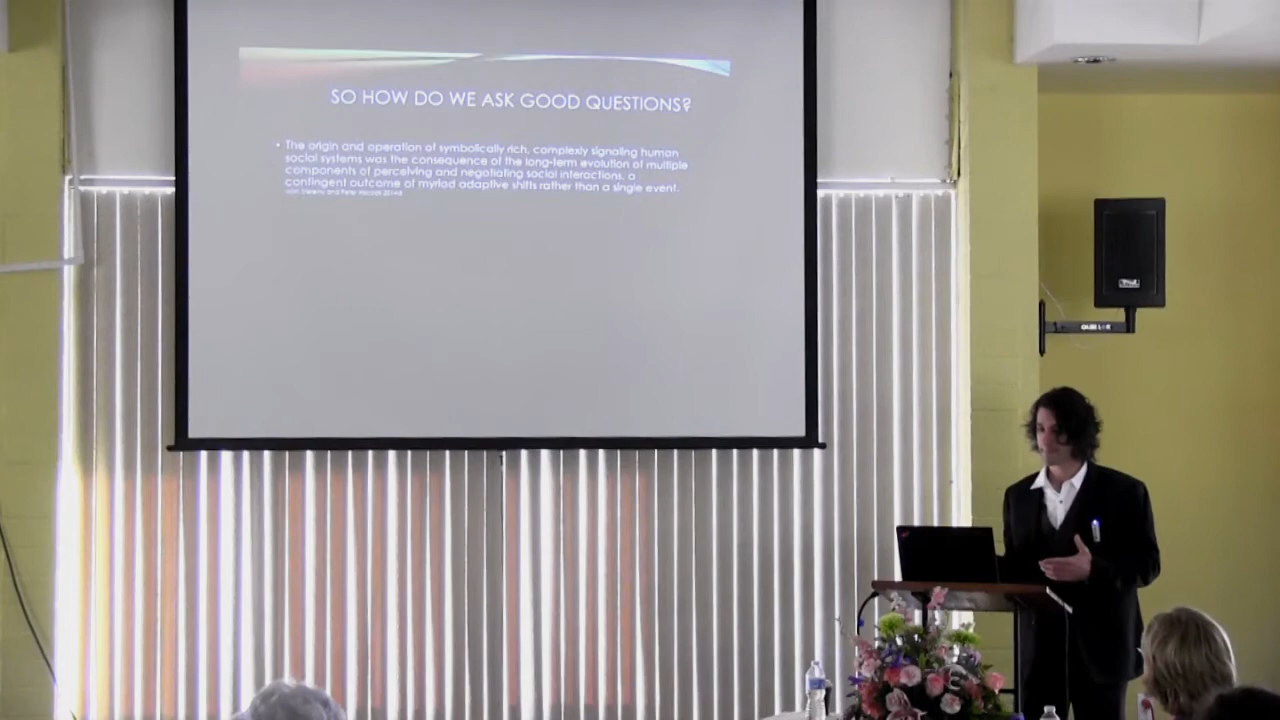 SO HOW DO WE ASK GOOD QUESTIONS?
• The origin and operation of symbolically rich, complexly signaling human
social systems was the consequence of the long-term evolution of multiple
components of perceiving and negotiating social interactions, a
contingent outcome of myriad adaptive shifts rather than a single event.
and Peter